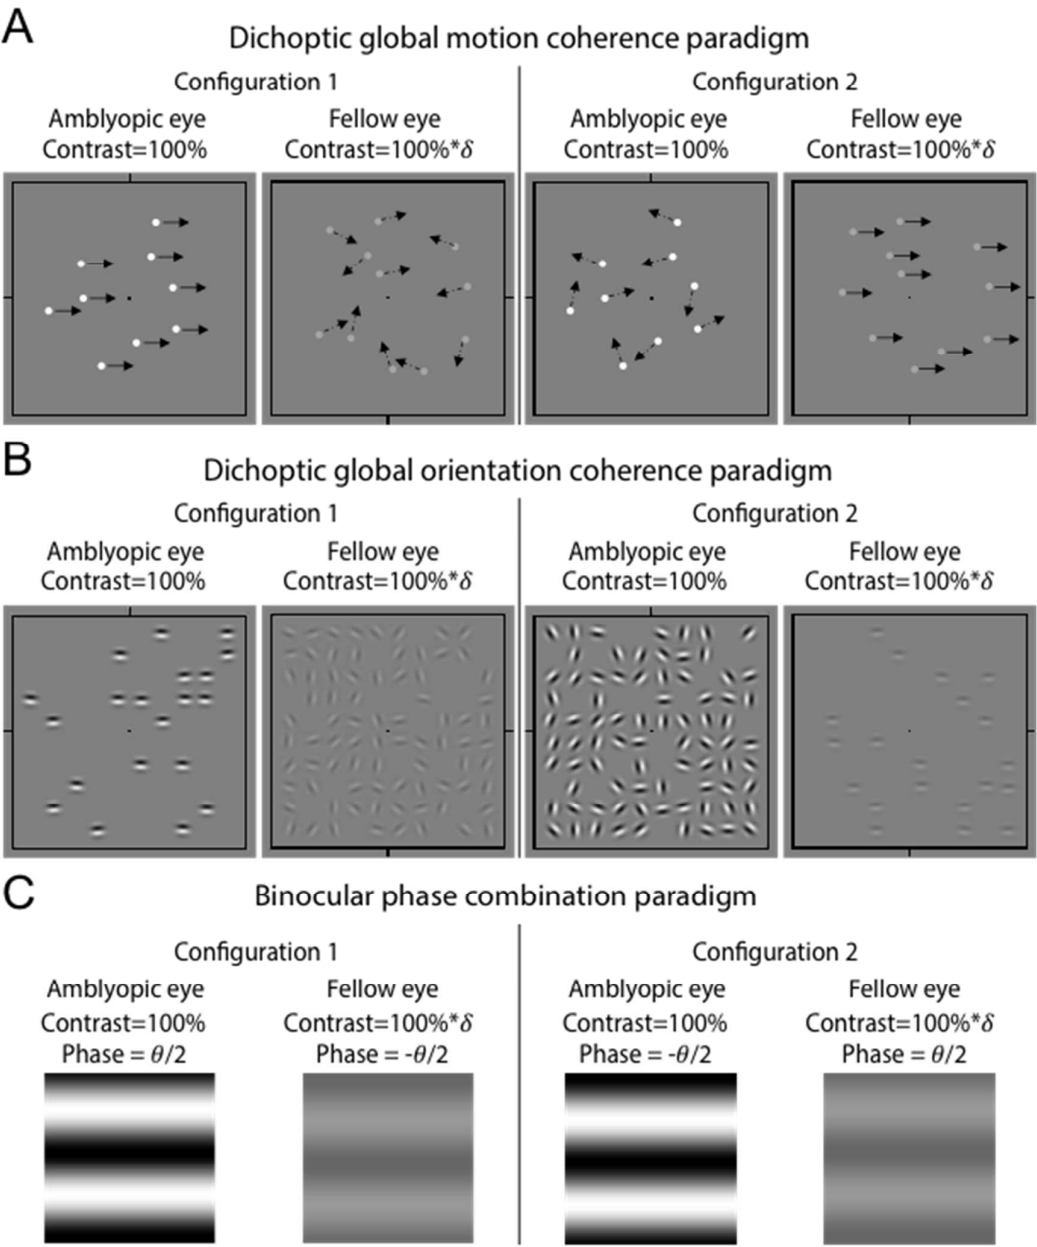 A
Dichoptic global motion coherence paradigm
Configuration 1
Configuration 2
Amblyopic eye
Contrast=100%
Fellow eye
Contrast=100%*δ
Amblyopic eye
Contrast=100%
Fellow eye
Contrast=100%*δ
B
Dichoptic global orientation coherence paradigm
Configuration 1
Configuration 2
Amblyopic eye
Contrast=100%
Fellow eye
Contrast=100%*δ
Amblyopic eye
Contrast=100%
Fellow eye
Contrast=100%*δ
C
Binocular phase combination paradigm
Configuration 1
Configuration 2
Amblyopic eye
Contrast=100%
Phase = θ/2
Fellow eye
Contrast=100%*δ
Phase = -θ/2
Amblyopic eye
Contrast=100%
Phase = -θ/2
Fellow eye
Contrast=100%*δ
Phase = θ/2